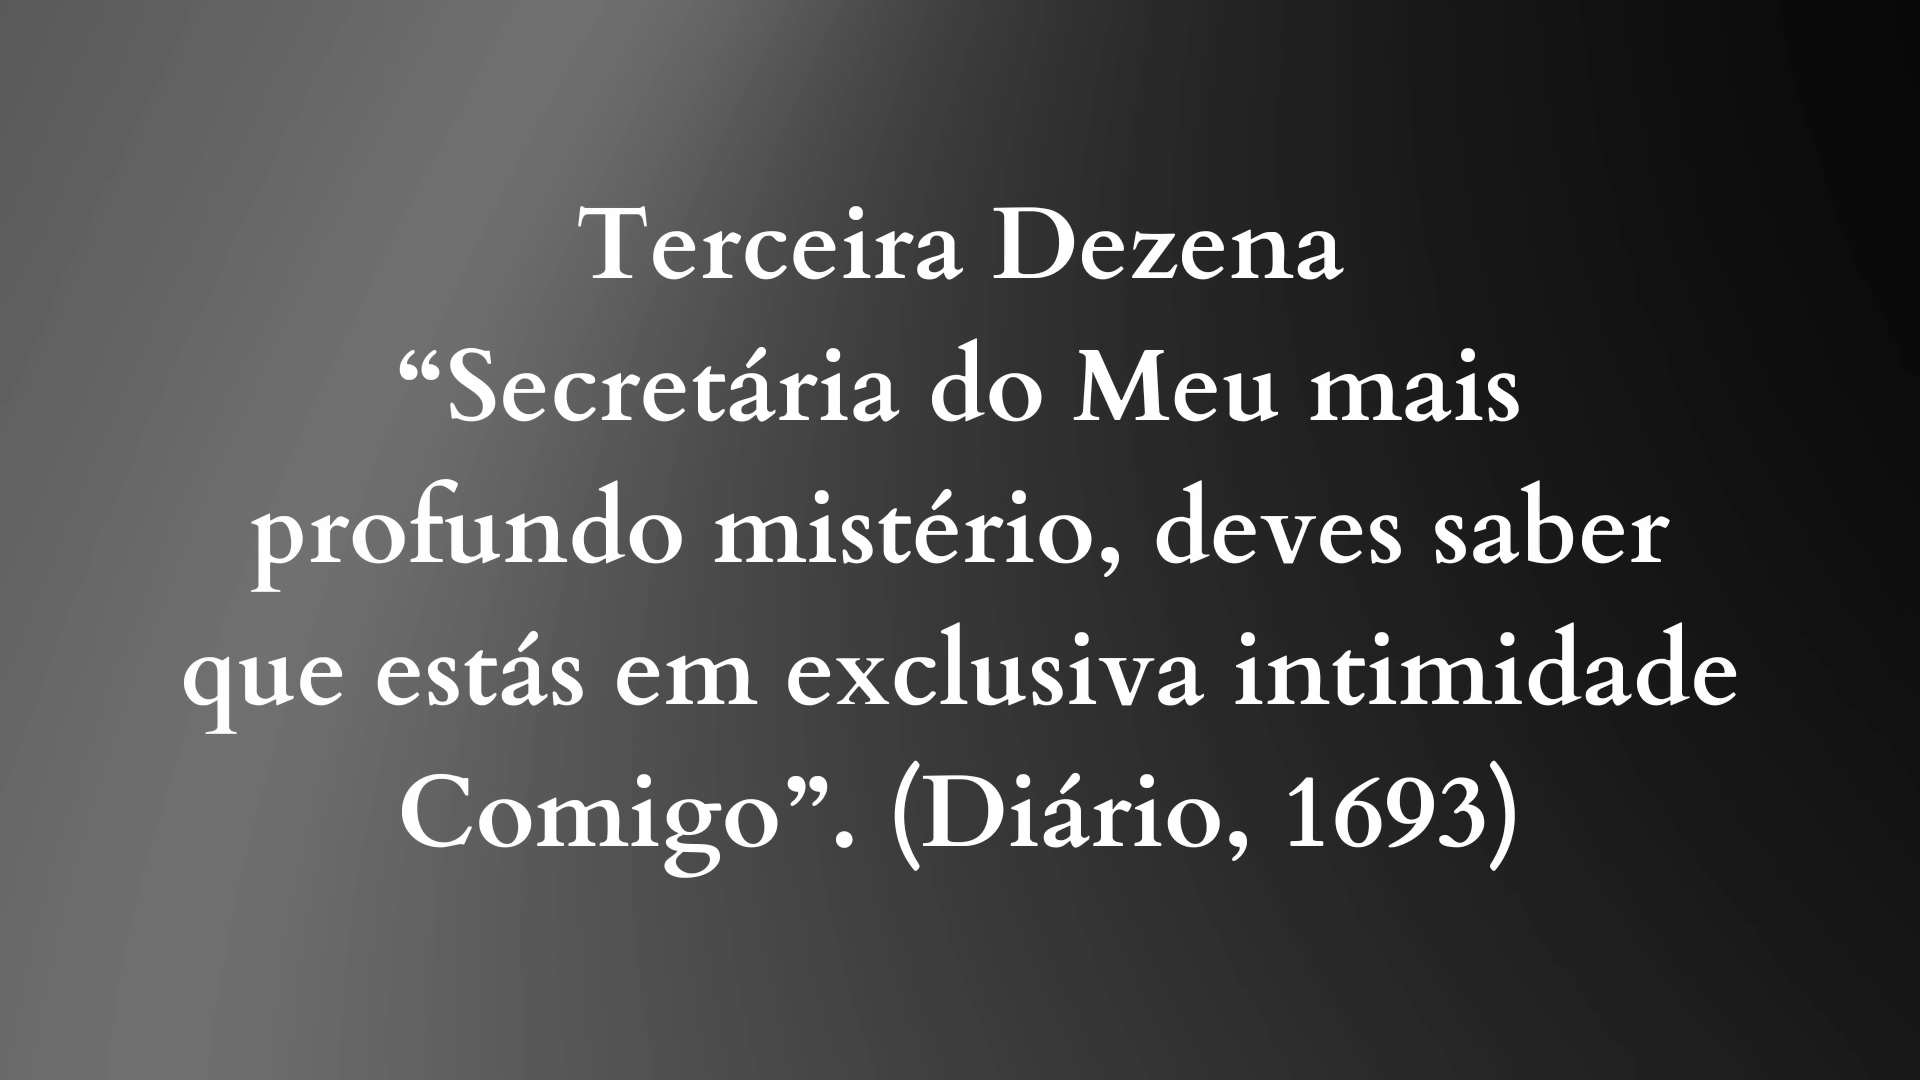 Terceira Dezena
“Secretária do Meu mais
profundo mistério, deves saber
que estás em exclusiva intimidade
Comigo”. (Diário, 1693)